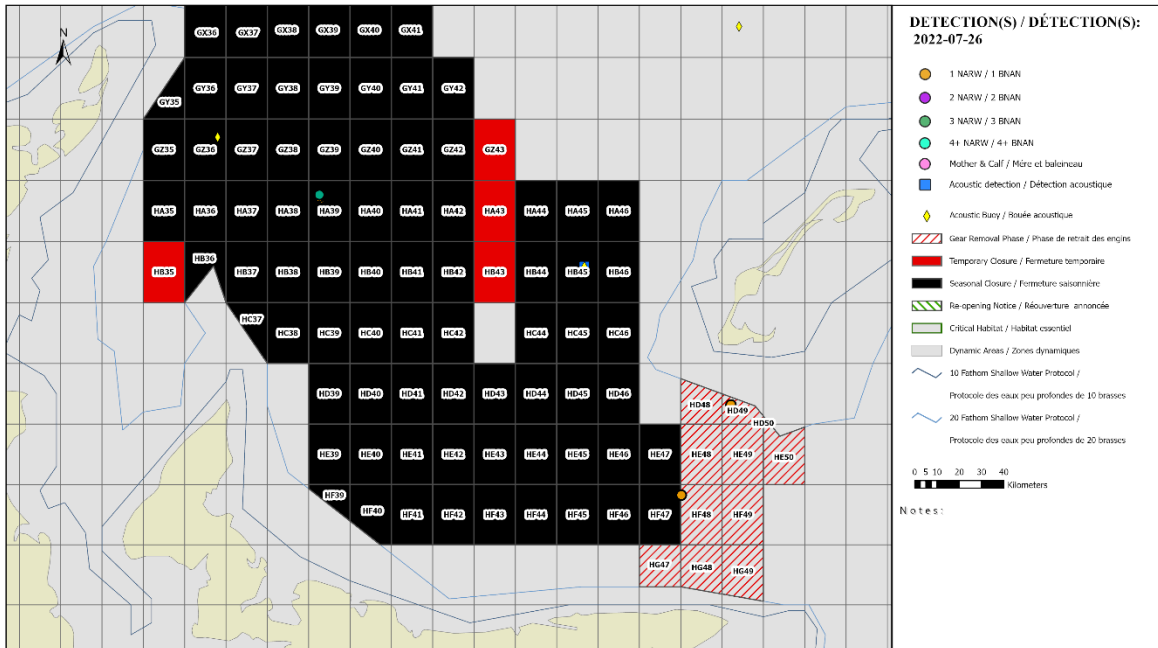 N
GX36 GX37 GX38 GX39 GX40 GX41
GY35 GY36 GY37 GY38 GY39 GY40 GY41 GY42
GZ35 GZ36 GZ37 GZ38 GZ39 GZ40 GZ41 GZ42 GZ43
HA35 HA36 HA37 HA38 HA39 HA40 HA41 HA42 HA43 HA44 HA45 HA46
HB35 HB36 HB37 HB38 HB39 HB40 HB41 HB42 HB43 HB44 HB45 HB46
HC37 HC38 HC39 HC40 HC41 HC42 HC44 HC45 HC46
HD39 HD40 HD41 HD42 HD43 HD44 HD45 HD46 HD48 HD49 HD50
HE39 HE40 HE41 HE42 HE43 HE44 HE45 HE46 HE47 HE48 HE49 HE50
HF39 HF40 HF41 HF42 HF43 HF44 HF45 HF46 HF47 HF48 HF49
HG47 HG48 HG49
DETECTION(S) / DÉTECTION(S):
2022-07-26
1 NARW / 1 BNAN
2 NARW / 2 BNAN
3 NARW / 3 BNAN
4+ NARW / 4+ BNAN
Mother & Calf / Mère et baleineau
Acoustic detection / Détection acoustique
Acoustic Buoy / Bouée acoustique
Gear Removal Phase / Phase de retrait des engins
Temporary Closure / Fermeture temporaire
Seasonal Closure / Fermeture saisonnière
Re-opening Notice / Réouverture annoncée
Critical Habitat / Habitat essentiel
Dynamic Areas / Zones dynamiques
10 Fathom Shallow Water Protocol /
Protocole des eaux peu profondes de 10 brasses
20 Fathom Shallow Water Protocol /
Protocole des eaux peu profondes de 20 brasses
0 5 10 20 30 40
Kilometers
Notes: